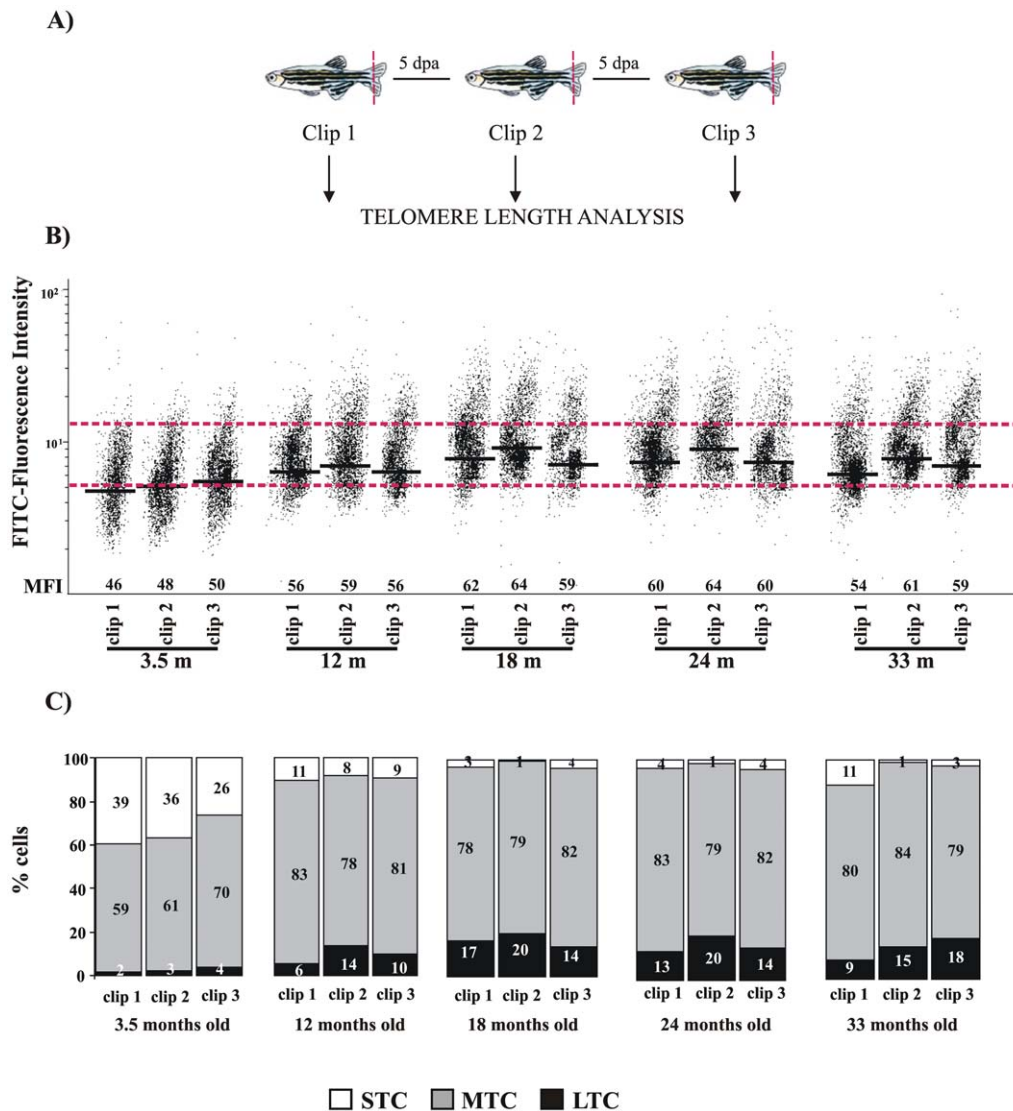 A)
5 dpa 5 dpa
Clip 1 Clip 2 Clip 3
TELOMERE LENGTH ANALYSIS
B)
FITC-Fluorescence Intensity
10²
10¹
MFI 46 48 50 56 59 56 62 64 59 60 64 60 54 61 59
clip 1 clip 2 clip 3 clip 1 clip 2 clip 3 clip 1 clip 2 clip 3 clip 1 clip 2 clip 3 clip 1 clip 2 clip 3
3.5 m 12 m 18 m 24 m 33 m
C)
% cells
100
80
60
40
20
0
39 36 26 11 8 9 3 1 4 4 1 4 11 1 3
59 61 70 83 78 81 78 79 82 83 79 82 80 84 79
2 3 4 6 14 10 17 20 14 13 20 14 9 15 18
clip 1 clip 2 clip 3 clip 1 clip 2 clip 3 clip 1 clip 2 clip 3 clip 1 clip 2 clip 3 clip 1 clip 2 clip 3
3.5 months old 12 months old 18 months old 24 months old 33 months old
STC MTC LTC